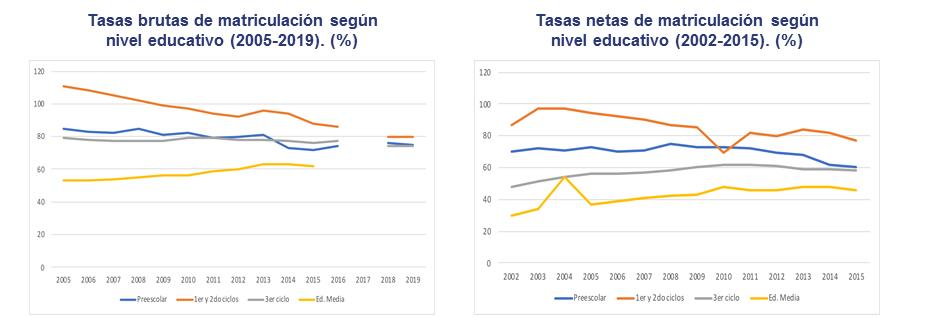 Tasas brutas de matriculación según
nivel educativo (2005-2019). (%)
120
100
80
60
40
20
0
2005 2006 2007 2008 2009 2010 2011 2012 2013 2014 2015 2016 2017 2018 2019
Preescolar 1er y 2do ciclos 3er ciclo Ed. Media
Tasas netas de matriculación según
nivel educativo (2002-2015). (%)
120
100
80
60
40
20
0
2002 2003 2004 2005 2006 2007 2008 2009 2010 2011 2012 2013 2014 2015
Preescolar 1er y 2do ciclos 3er ciclo Ed. Media